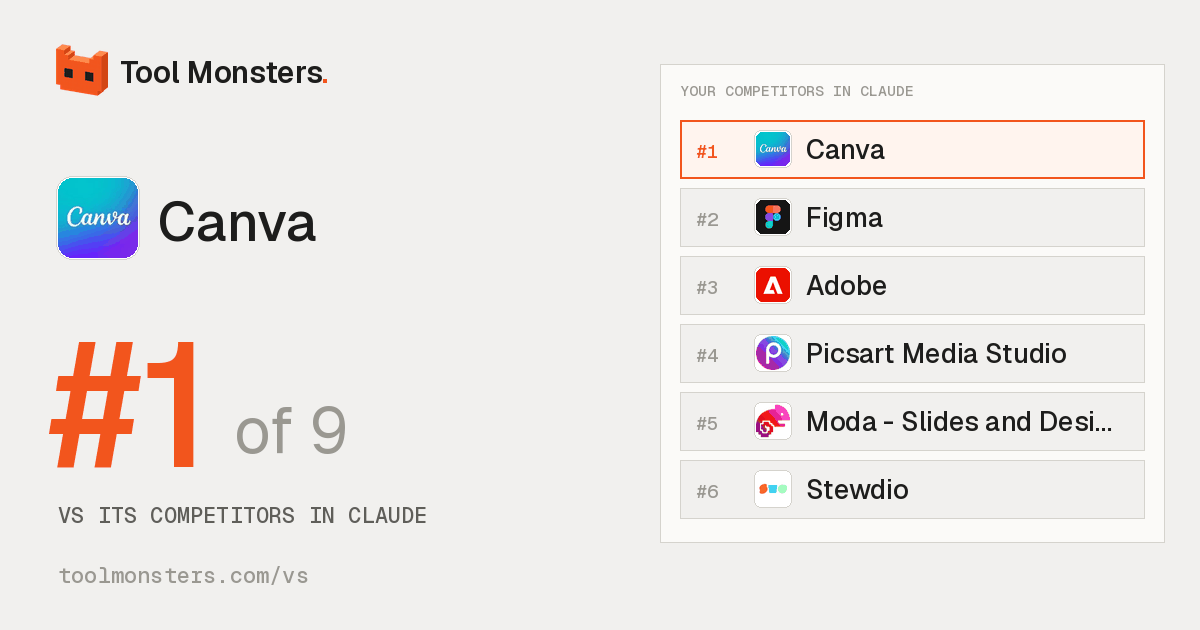 Tool Monsters.
Canva
Canva
#1 of 9
VS ITS COMPETITORS IN CLAUDE
toolmonsters.com/vs
YOUR COMPETITORS IN CLAUDE
#1 Canva Canva
#2 Figma
#3 Adobe
#4 Picsart Media Studio
#5 Moda - Slides and Desi...
#6 Stewdio